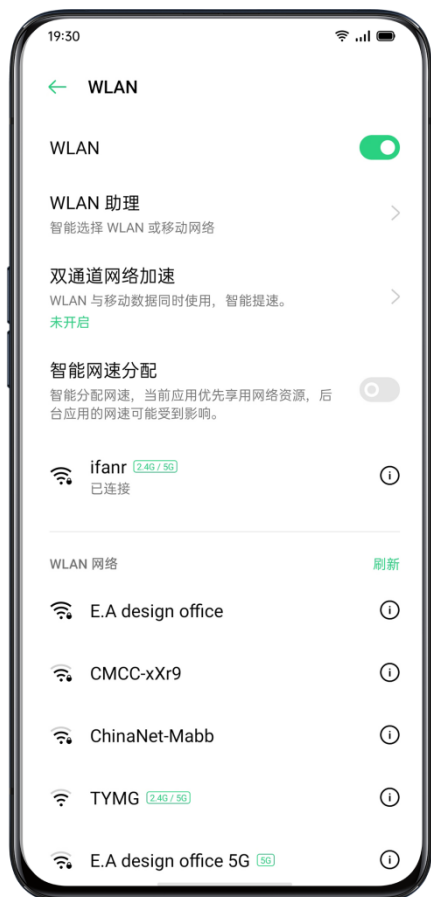 19:30
WLAN
WLAN
WLAN 助理
智能选择 WLAN 或移动网络
双通道网络加速
WLAN 与移动数据同时使用，智能提速。
未开启
智能网速分配
智能分配网速，当前应用优先享用网络资源，后
台应用的网速可能受到影响。
ifanr 2.4G / 5G
已连接
WLAN 网络 刷新
E.A design office
CMCC-xXr9
ChinaNet-Mabb
TYMG 2.4G / 5G
E.A design office 5G 5G